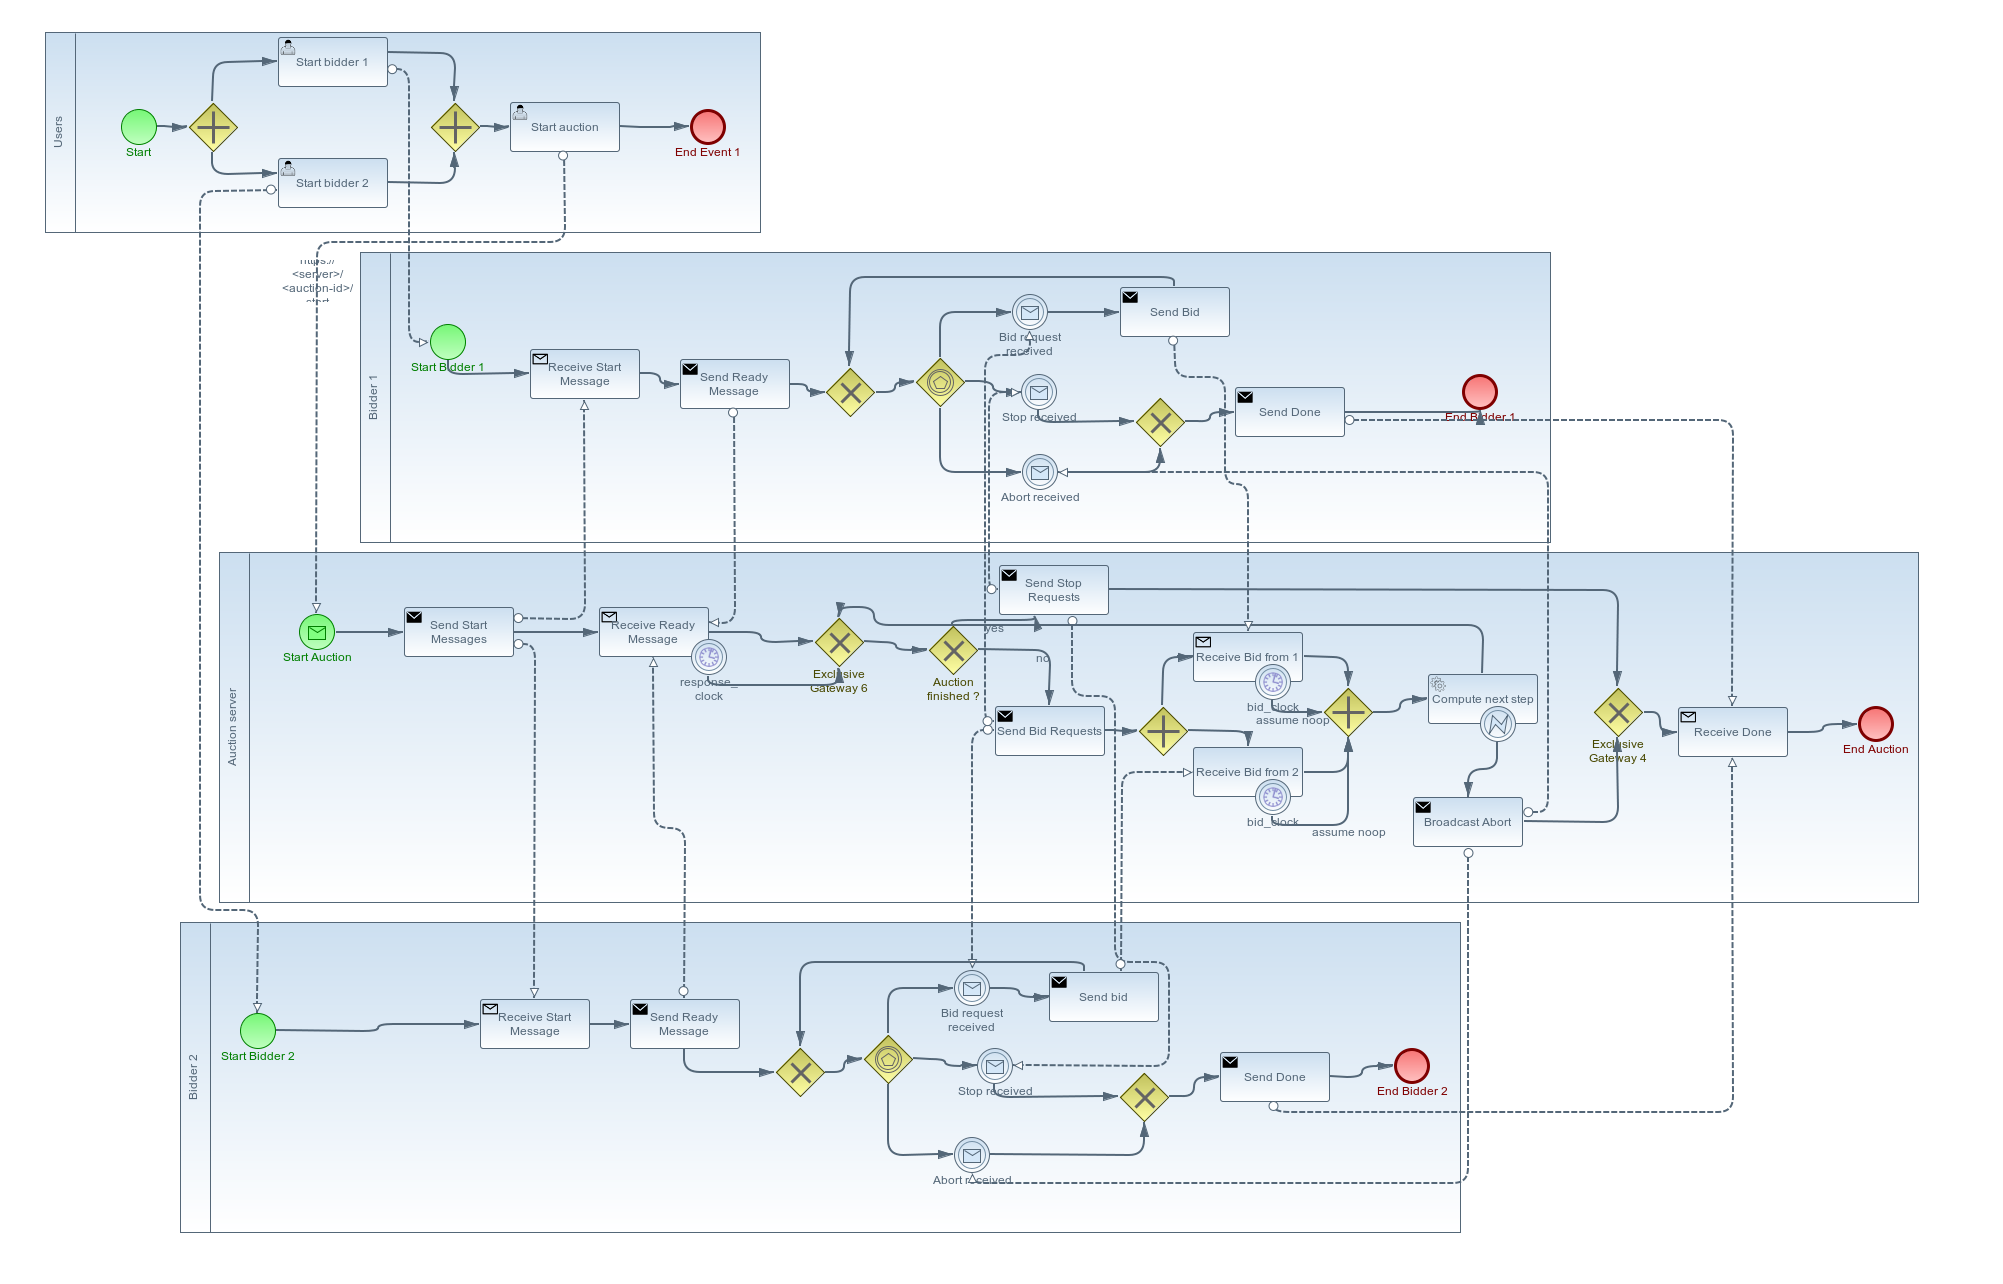 Users
Start
Start bidder 1
Start bidder 2
Start auction
End Event 1
<server>/
<auction-id>/
Bidder 1
Start Bidder 1
Receive Start
Message
Send Ready
Message
Bid request
received
Send Bid
Stop received
Abort received
Send Done
End Bidder 1
Auction server
Start Auction
Send Start
Messages
Receive Ready
Message
response_
clock
Exclusive
Gateway 6
Auction
finished ?
yes
no
Send Stop
Requests
Send Bid Requests
Receive Bid from 1
bid_clock
assume noop
Receive Bid from 2
bid_clock
assume noop
Compute next step
Broadcast Abort
Exclusive
Gateway 4
Receive Done
End Auction
Bidder 2
Start Bidder 2
Receive Start
Message
Send Ready
Message
Bid request
received
Send bid
Stop received
Abort received
Send Done
End Bidder 2